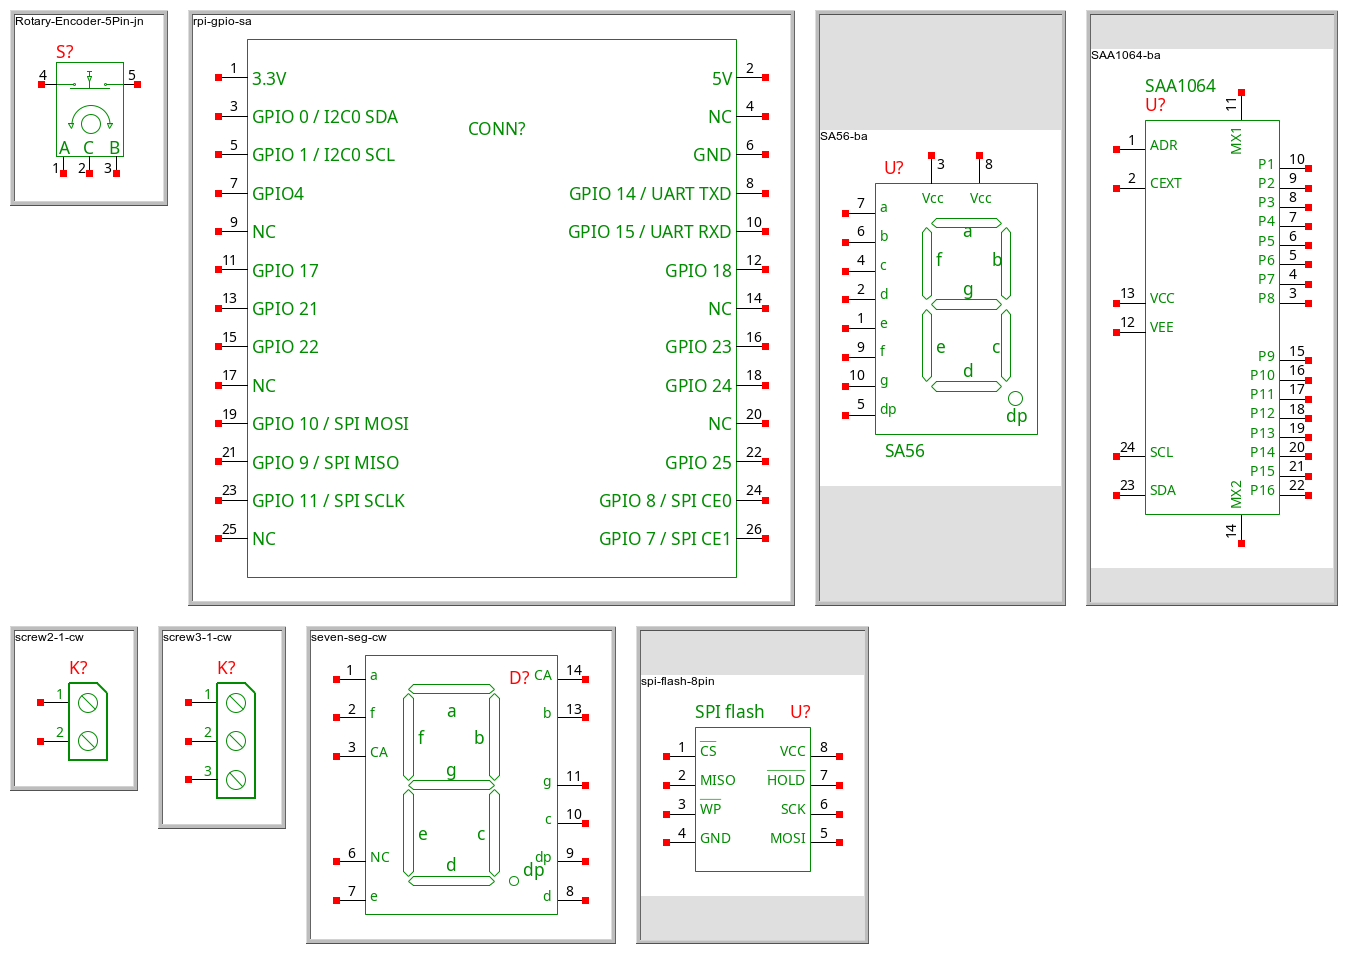 Rotary-Encoder-5Pin-jn
S?
4 5
A C B
1 2 3
rpi-gpio-sa
CONN?
1 3.3V 5V 2
3 GPIO 0 / I2C0 SDA NC 4
5 GPIO 1 / I2C0 SCL GND 6
7 GPIO4 GPIO 14 / UART TXD 8
9 NC GPIO 15 / UART RXD 10
11 GPIO 17 GPIO 18 12
13 GPIO 21 NC 14
15 GPIO 22 GPIO 23 16
17 NC GPIO 24 18
19 GPIO 10 / SPI MOSI NC 20
21 GPIO 9 / SPI MISO GPIO 25 22
23 GPIO 11 / SPI SCLK GPIO 8 / SPI CE0 24
25 NC GPIO 7 / SPI CE1 26
SA56-ba
U?
3 8
Vcc Vcc
7 a
6 b
4 c
2 d
1 e
9 f
10 g
5 dp
a
f b
g
e c
d
dp
SA56
SAA1064-ba
SAA1064
U?
11
MX1
1 ADR
2 CEXT
13 VCC
12 VEE
24 SCL
23 SDA
P1 10
P2 9
P3 8
P4 7
P5 6
P6 5
P7 4
P8 3
P9 15
P10 16
P11 17
P12 18
P13 19
P14 20
P15 21
P16 22
MX2
14
screw2-1-cw
K?
1
2
screw3-1-cw
K?
1
2
3
seven-seg-cw
D?
1 a CA 14
2 f b 13
3 CA
g 11
c 10
6 NC dp 9
7 e d 8
a
f b
g
e c
d
dp
spi-flash-8pin
SPI flash U?
1 CS VCC 8
2 MISO HOLD 7
3 WP SCK 6
4 GND MOSI 5